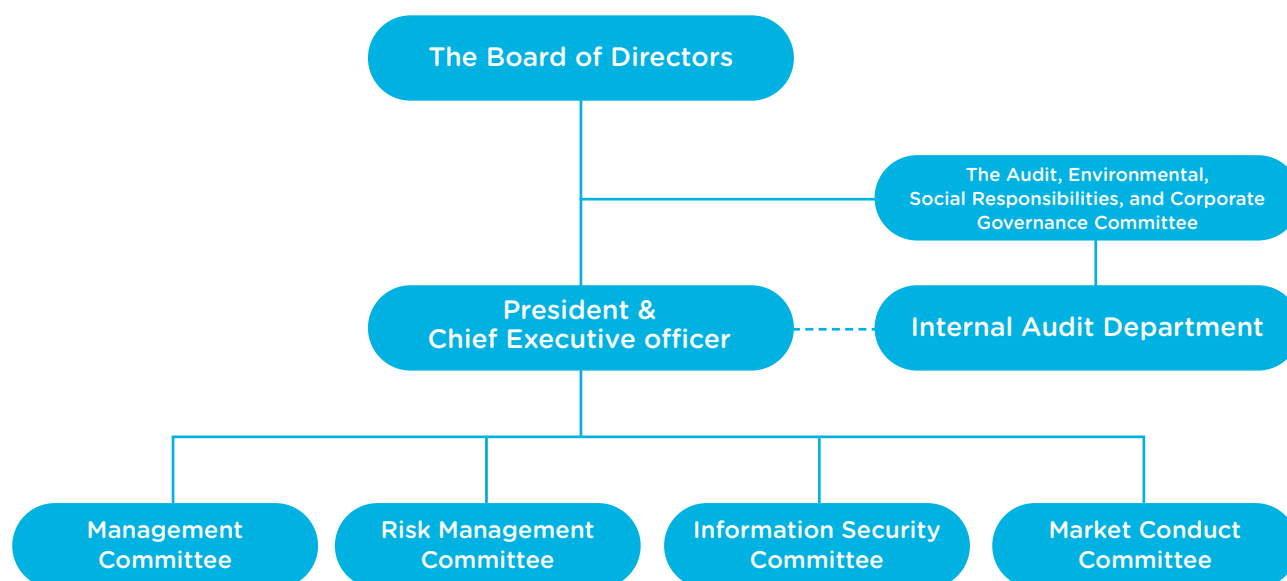 The Board of Directors
The Audit, Environmental,
Social Responsibilities, and Corporate
Governance Committee
President &
Chief Executive officer
Internal Audit Department
Management
Committee
Risk Management
Committee
Information Security
Committee
Market Conduct
Committee